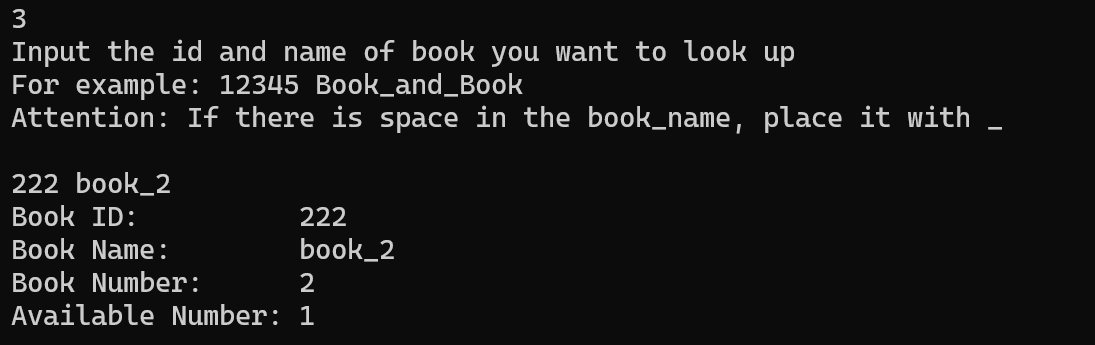 3
Input the id and name of book you want to look up
For example: 12345 Book_and_Book
Attention: If there is space in the book_name, place it with _
222 book_2
Book ID: 222
Book Name: book_2
Book Number: 2
Available Number: 1